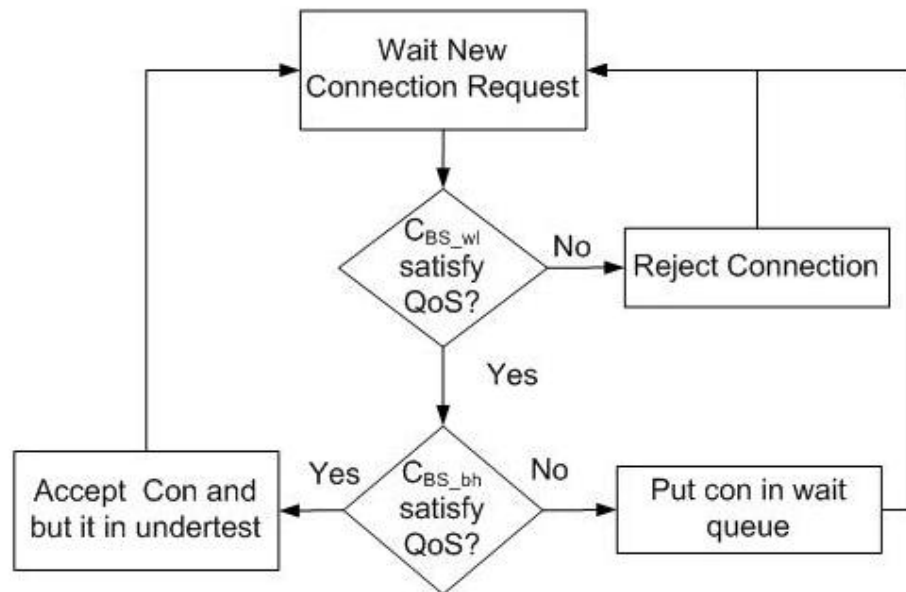 Wait New
Connection Request
C_BS_wl
satisfy
QoS?
No
Reject Connection
Yes
C_BS_bh
satisfy
QoS?
Yes
No
Accept Con and
but it in undertest
Put con in wait
queue